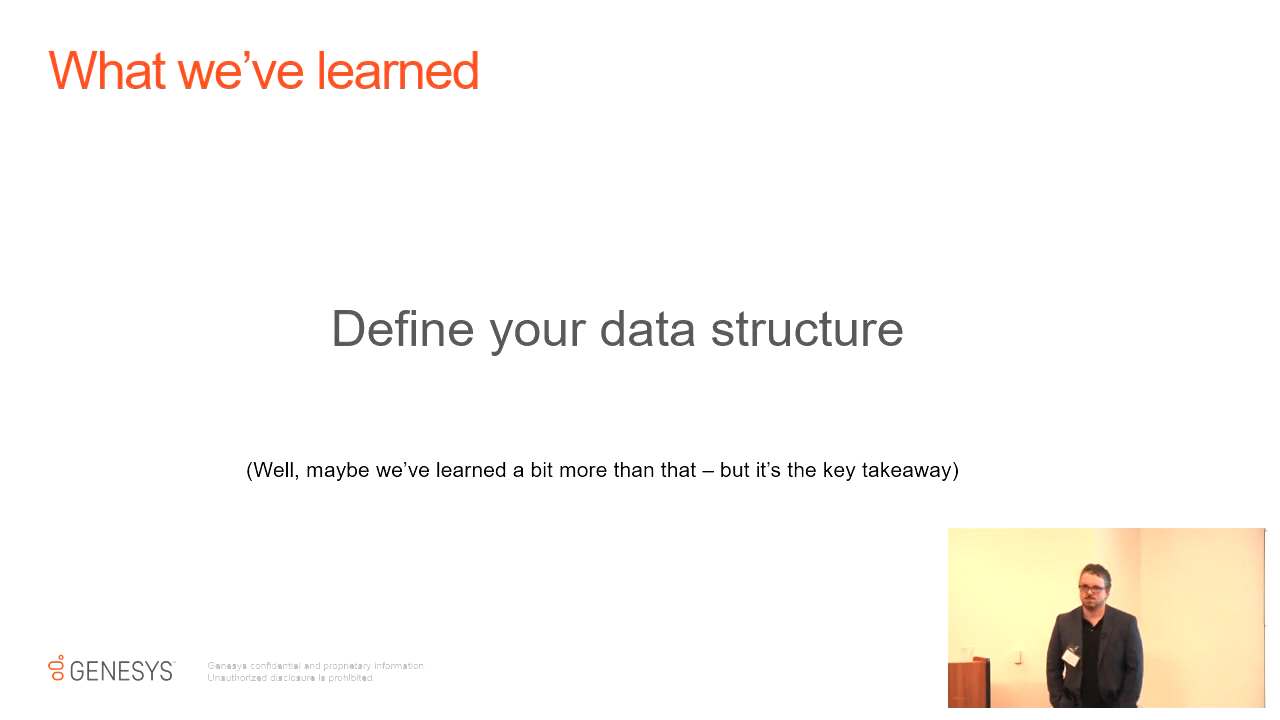 What we’ve learned
Define your data structure
(Well, maybe we’ve learned a bit more than that – but it’s the key takeaway)
GENESYS
Genesys confidential and proprietary information.
Unauthorized disclosure is prohibited.